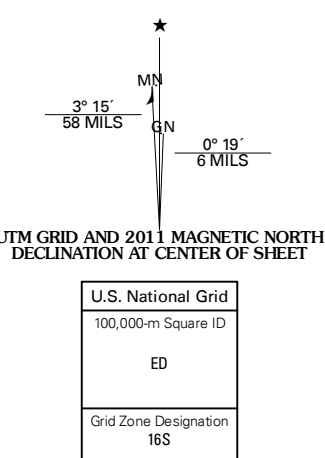 ★
MN
3° 15´
58 MILS
GN
0° 19´
6 MILS
UTM GRID AND 2011 MAGNETIC NORTH
DECLINATION AT CENTER OF SHEET
U.S. National Grid
100,000-m Square ID
ED
Grid Zone Designation
16S